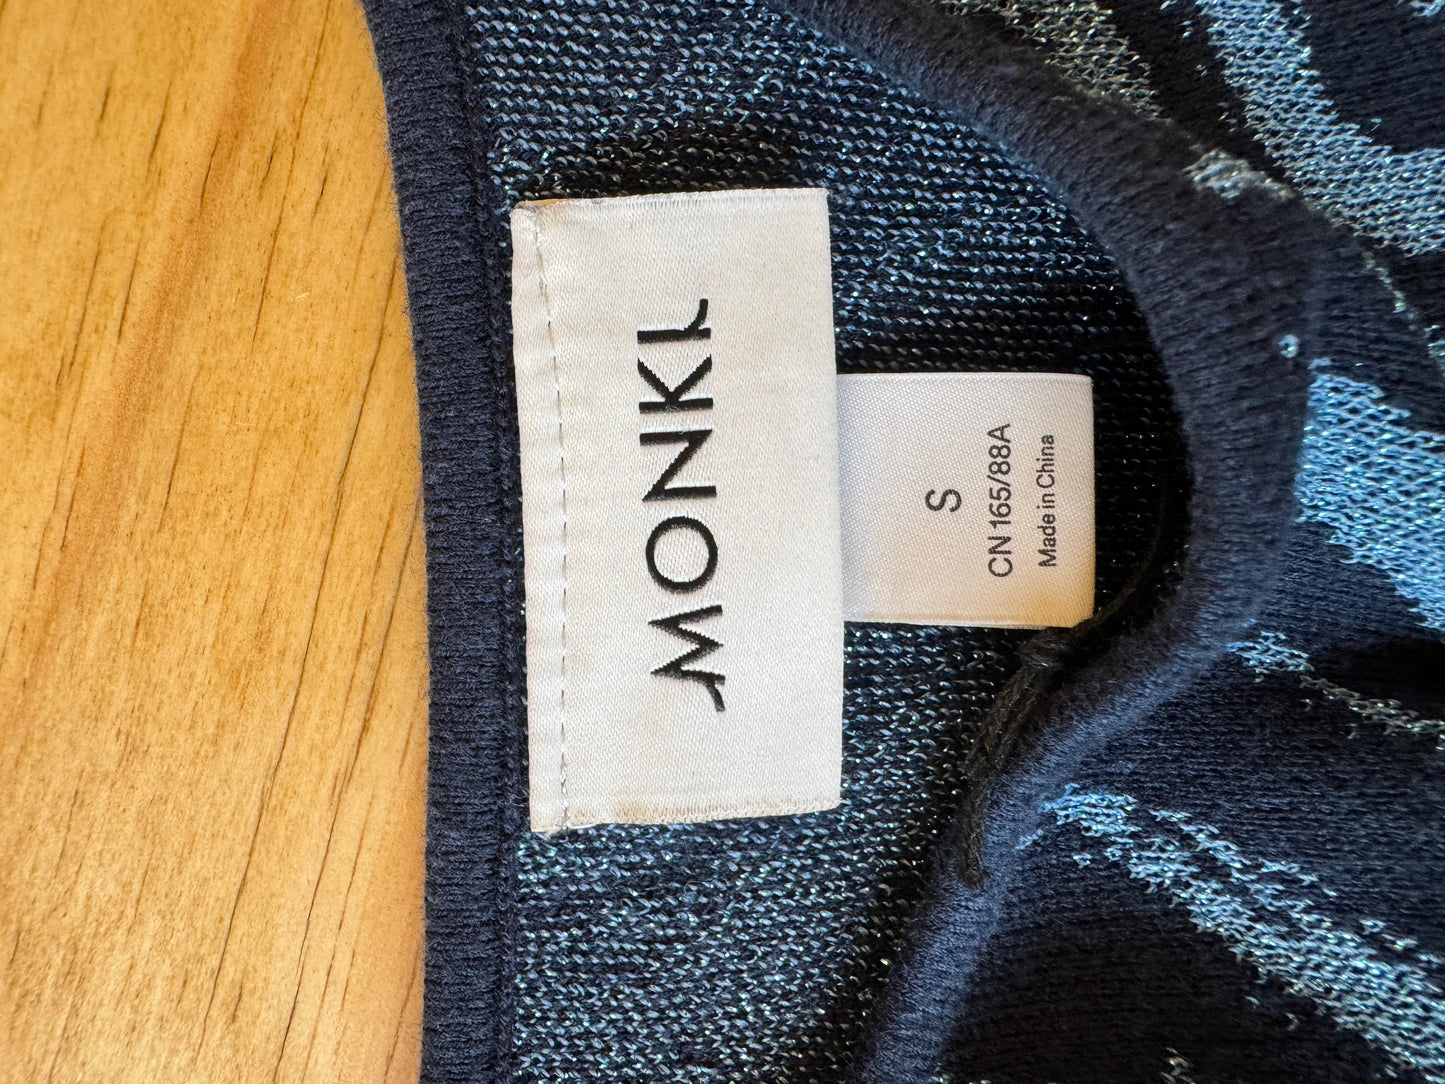 MONKI
S
CN 165/88A
Made in China